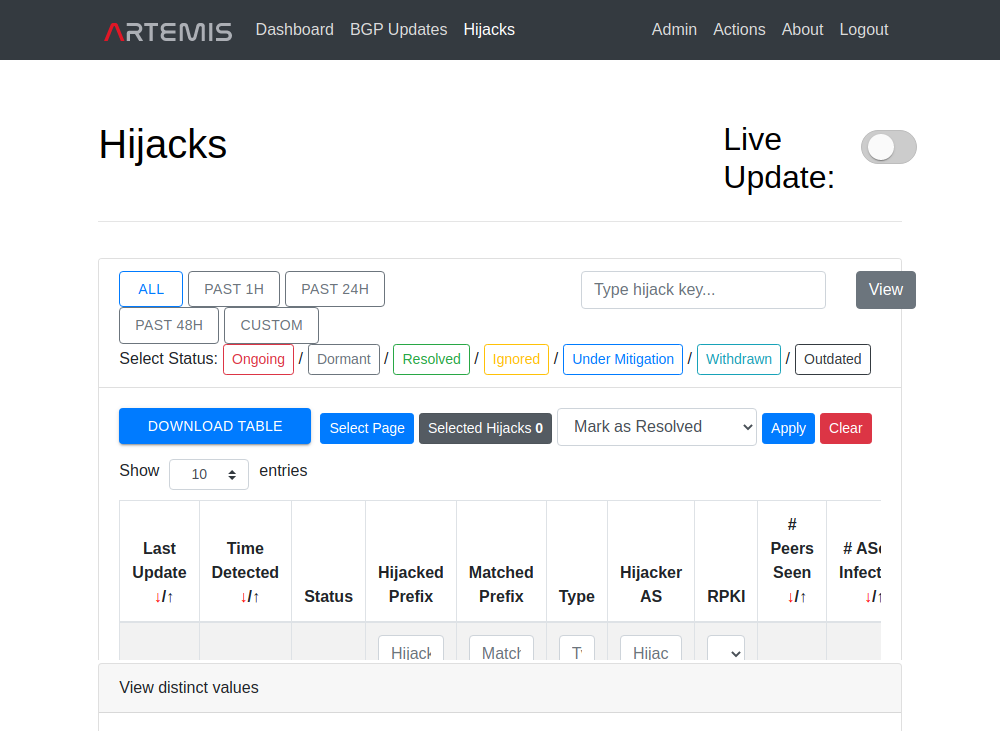 ARTEMIS Dashboard BGP Updates Hijacks Admin Actions About Logout
Hijacks
Live
Update:
ALL PAST 1H PAST 24H
Type hijack key... View
PAST 48H CUSTOM
Select Status: Ongoing / Dormant / Resolved / Ignored / Under Mitigation / Withdrawn / Outdated
DOWNLOAD TABLE Select Page Selected Hijacks 0 Mark as Resolved Apply Clear
Show 10 entries
Last Update ↓/↑
Time Detected ↓/↑
Status
Hijacked Prefix
Matched Prefix
Type
Hijacker AS
RPKI
# Peers Seen ↓/↑
# AS Infect ↓/↑
Hijack Match T Hijac
View distinct values